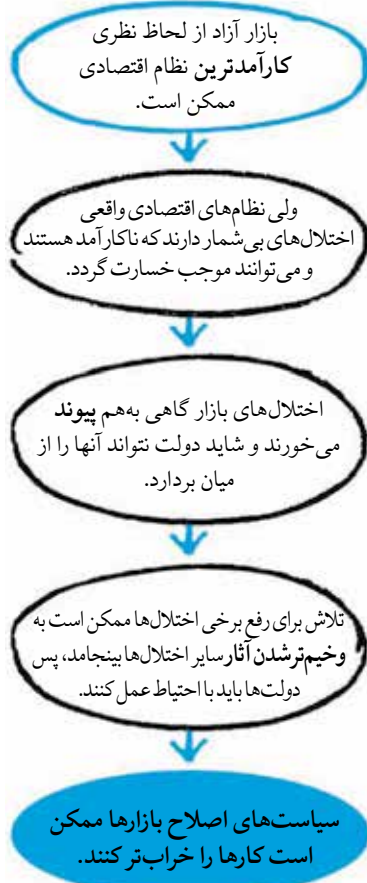 بازار آزاد از لحاظ نظری
کارآمدترین نظام اقتصادی
ممکن است.
ولی نظام‌های اقتصادی واقعی
اختلال‌های بی‌شمار دارند که ناکارآمد هستند
و می‌توانند موجب خسارت گردد.
اختلال‌های بازار گاهی به‌هم پیوند
می‌خورند و شاید دولت نتواند آنها را از
میان بردارد.
تلاش برای رفع برخی اختلال‌ها ممکن است به
وخیم‌ترشدن آثار سایر اختلال‌ها بینجامد، پس
دولت‌ها باید با احتیاط عمل کنند.
سیاست‌های اصلاح بازارها ممکن
است کارها را خراب‌تر کنند.